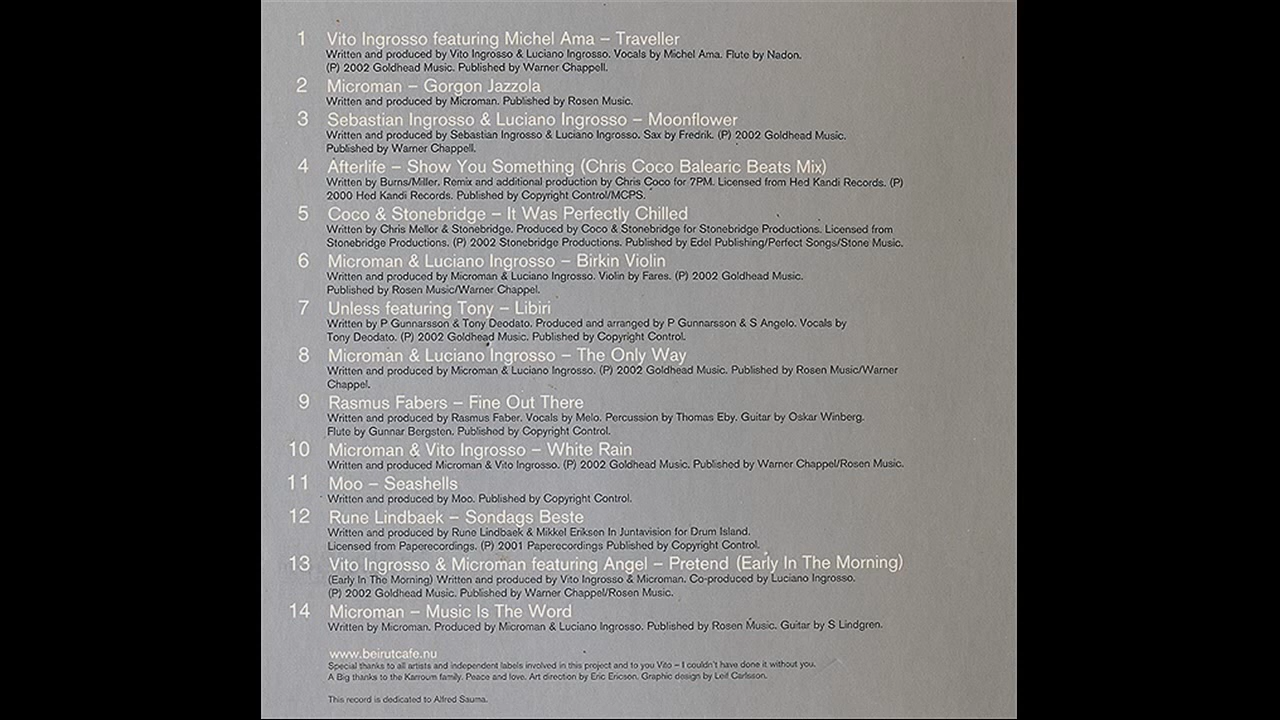 1 Vito Ingrosso featuring Michel Ama – Traveller
Written and produced by Vito Ingrosso & Luciano Ingrosso. Vocals by Michel Ama. Flute by Nadon.
(P) 2002 Goldhead Music. Published by Warner Chappell.
2 Microman – Gorgon Jazzola
Written and produced by Microman. Published by Rosen Music.
3 Sebastian Ingrosso & Luciano Ingrosso – Moonflower
Written and produced by Sebastian Ingrosso & Luciano Ingrosso. Sax by Fredrik. (P) 2002 Goldhead Music.
Published by Warner Chappell.
4 Afterlife – Show You Something (Chris Coco Balearic Beats Mix)
Written by Burns/Miller. Remix and additional production by Chris Coco for 7PM. Licensed from Hed Kandi Records. (P)
2000 Hed Kandi Records. Published by Copyright Control/MCPS.
5 Coco & Stonebridge – It Was Perfectly Chilled
Written by Chris Mellor & Stonebridge. Produced by Coco & Stonebridge for Stonebridge Productions. Licensed from
Stonebridge Productions. (P) 2002 Stonebridge Productions. Published by Edel Publishing/Perfect Songs/Stone Music.
6 Microman & Luciano Ingrosso – Birkin Violin
Written and produced by Microman & Luciano Ingrosso. Violin by Fares. (P) 2002 Goldhead Music.
Published by Rosen Music/Warner Chappel.
7 Unless featuring Tony – Libiri
Written by P Gunnarsson & Tony Deodato. Produced and arranged by P Gunnarsson & S Angelo. Vocals by
Tony Deodato. (P) 2002 Goldhead Music. Published by Copyright Control.
8 Microman & Luciano Ingrosso – The Only Way
Written and produced by Microman & Luciano Ingrosso. (P) 2002 Goldhead Music. Published by Rosen Music/Warner
Chappel.
9 Rasmus Fabers – Fine Out There
Written and produced by Rasmus Faber. Vocals by Melo. Percussion by Thomas Eby. Guitar by Oskar Winberg.
Flute by Gunnar Bergsten. Published by Copyright Control.
10 Microman & Vito Ingrosso – White Rain
Written and produced Microman & Vito Ingrosso. (P) 2002 Goldhead Music. Published by Warner Chappel/Rosen Music.
11 Moo – Seashells
Written and produced by Moo. Published by Copyright Control.
12 Rune Lindbaek – Sondags Beste
Written and produced by Rune Lindbaek & Mikkel Eriksen In Juntavision for Drum Island.
Licensed from Paperecordings. (P) 2001 Paperecordings Published by Copyright Control.
13 Vito Ingrosso & Microman featuring Angel – Pretend (Early In The Morning)
(Early In The Morning) Written and produced by Vito Ingrosso & Microman. Co-produced by Luciano Ingrosso.
(P) 2002 Goldhead Music. Published by Warner Chappel/Rosen Music.
14 Microman – Music Is The Word
Written by Microman. Produced by Microman & Luciano Ingrosso. Published by Rosen Music. Guitar by S Lindgren.
www.beirutcafe.nu
Special thanks to all artists and independent labels involved in this project and to you Vito – I couldn't have done it without you.
A Big thanks to the Karroum family. Peace and love. Art direction by Eric Ericson. Graphic design by Leif Carlsson.
This record is dedicated to Alfred Sauma.